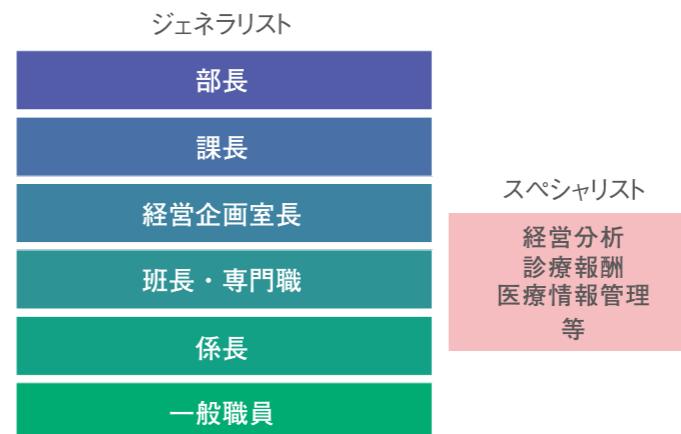 ジェネラリスト
部長
課長
経営企画室長
班長・専門職
係長
一般職員
スペシャリスト
経営分析
診療報酬
医療情報管理
等